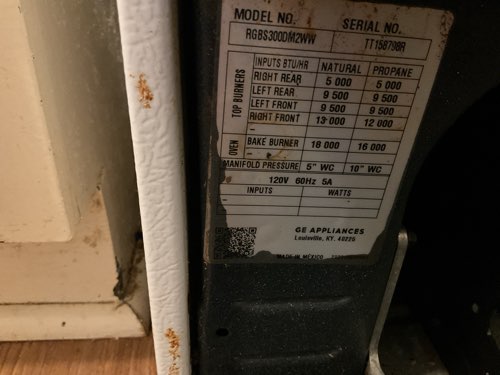 MODEL NO. SERIAL NO.
RGBS300DM2WW TT158798R
TOP BURNERS
INPUTS BTU/HR NATURAL PROPANE
RIGHT REAR 5 000 5 000
LEFT REAR 9 500 9 500
LEFT FRONT 9 500 9 500
RIGHT FRONT 13 000 12 000
–
OVEN
BAKE BURNER 18 000 16 000
–
MANIFOLD PRESSURE 5" WC 10" WC
120V 60Hz 5A
INPUTS WATTS
GE APPLIANCES
Louisville, KY. 40225
MADE IN MEXICO